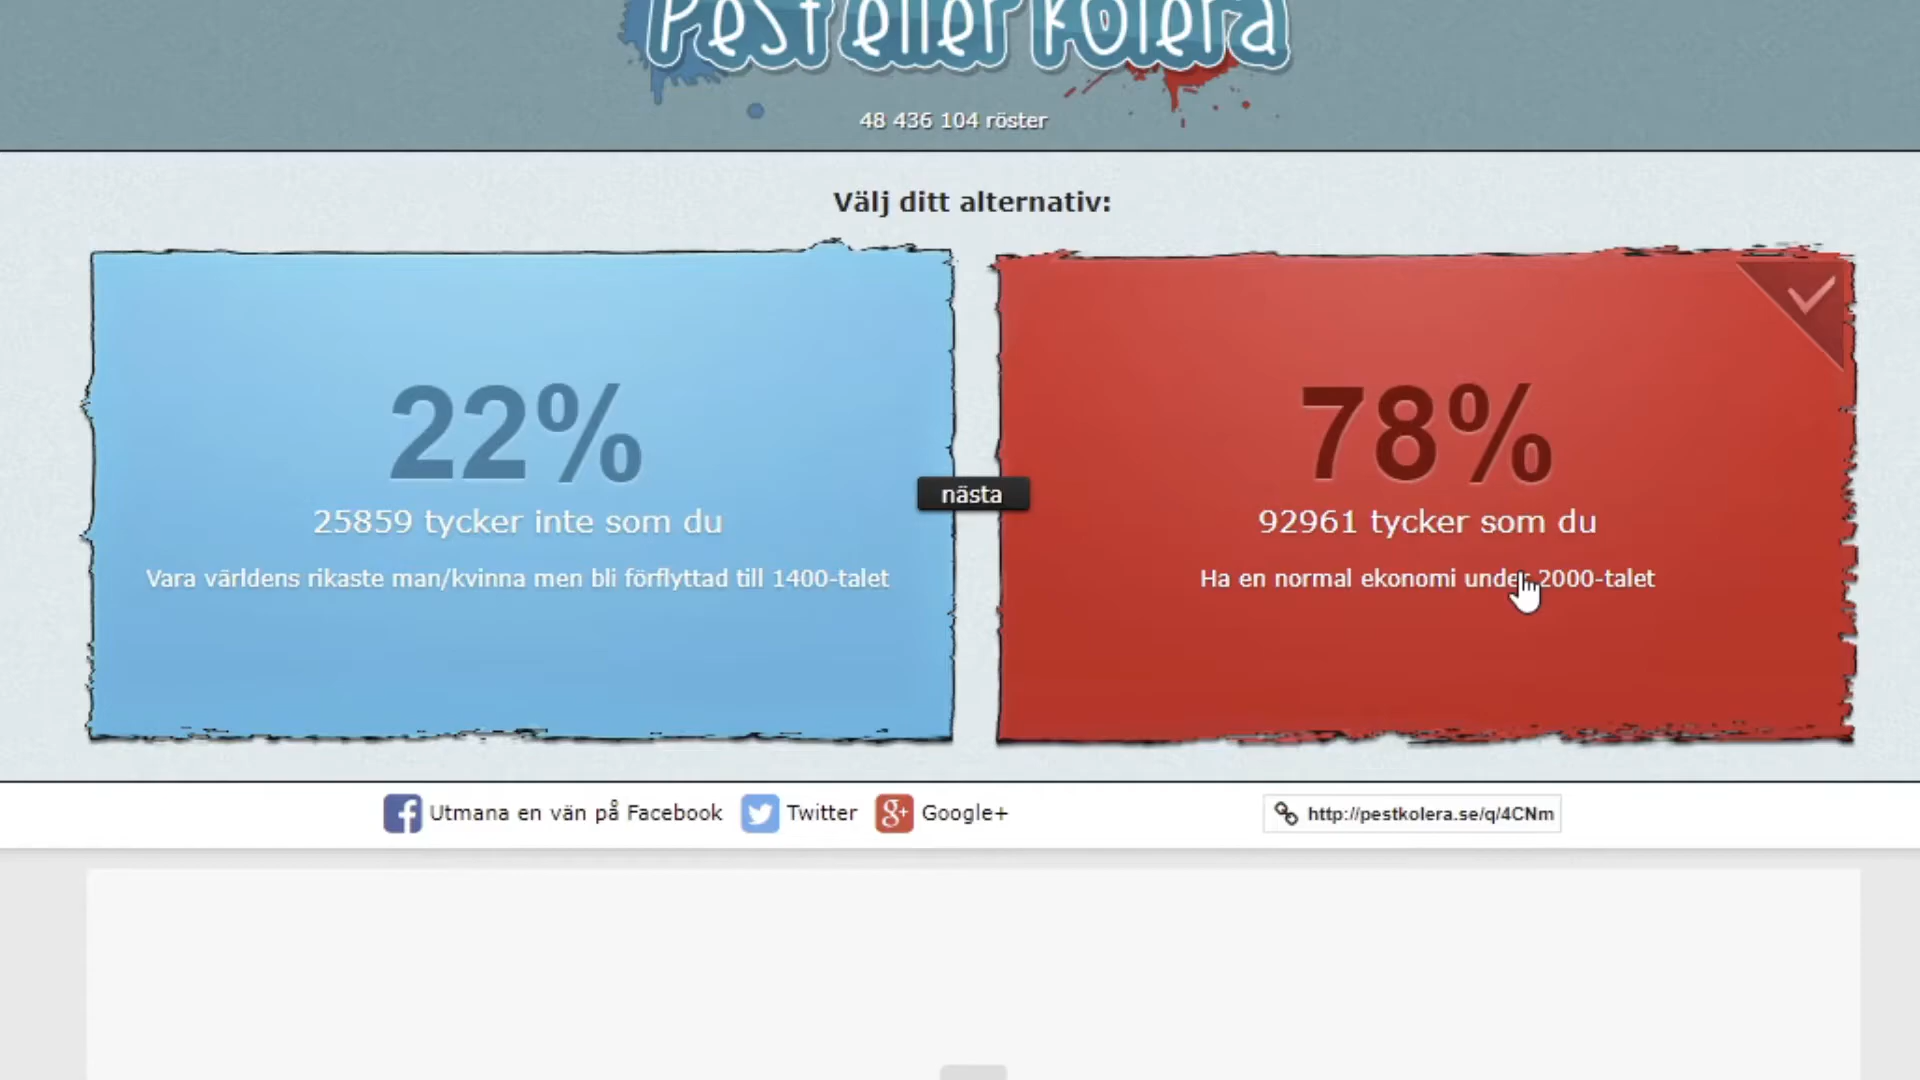 Pest eller Kolera
48 436 104 röster
Välj ditt alternativ:
22%
25859 tycker inte som du
Vara världens rikaste man/kvinna men bli förflyttad till 1400-talet
nästa
78%
92961 tycker som du
Ha en normal ekonomi under 2000-talet
Utmana en vän på Facebook
Twitter
Google+
http://pestkolera.se/q/4CNm